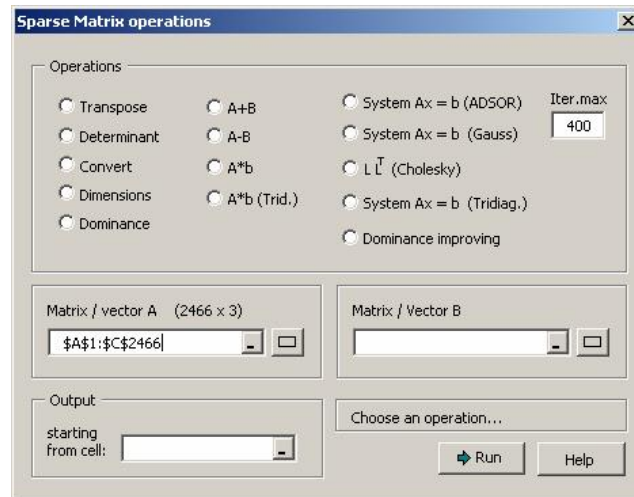 Sparse Matrix operations
Operations
Transpose
Determinant
Convert
Dimensions
Dominance
A+B
A-B
A*b
A*b (Trid.)
System Ax = b (ADSOR)
System Ax = b (Gauss)
L L^T (Cholesky)
System Ax = b (Tridiag.)
Dominance improving
Iter.max
400
Matrix / vector A (2466 x 3)
$A$1:$C$2466
Matrix / Vector B
Output
starting
from cell:
Choose an operation...
Run
Help